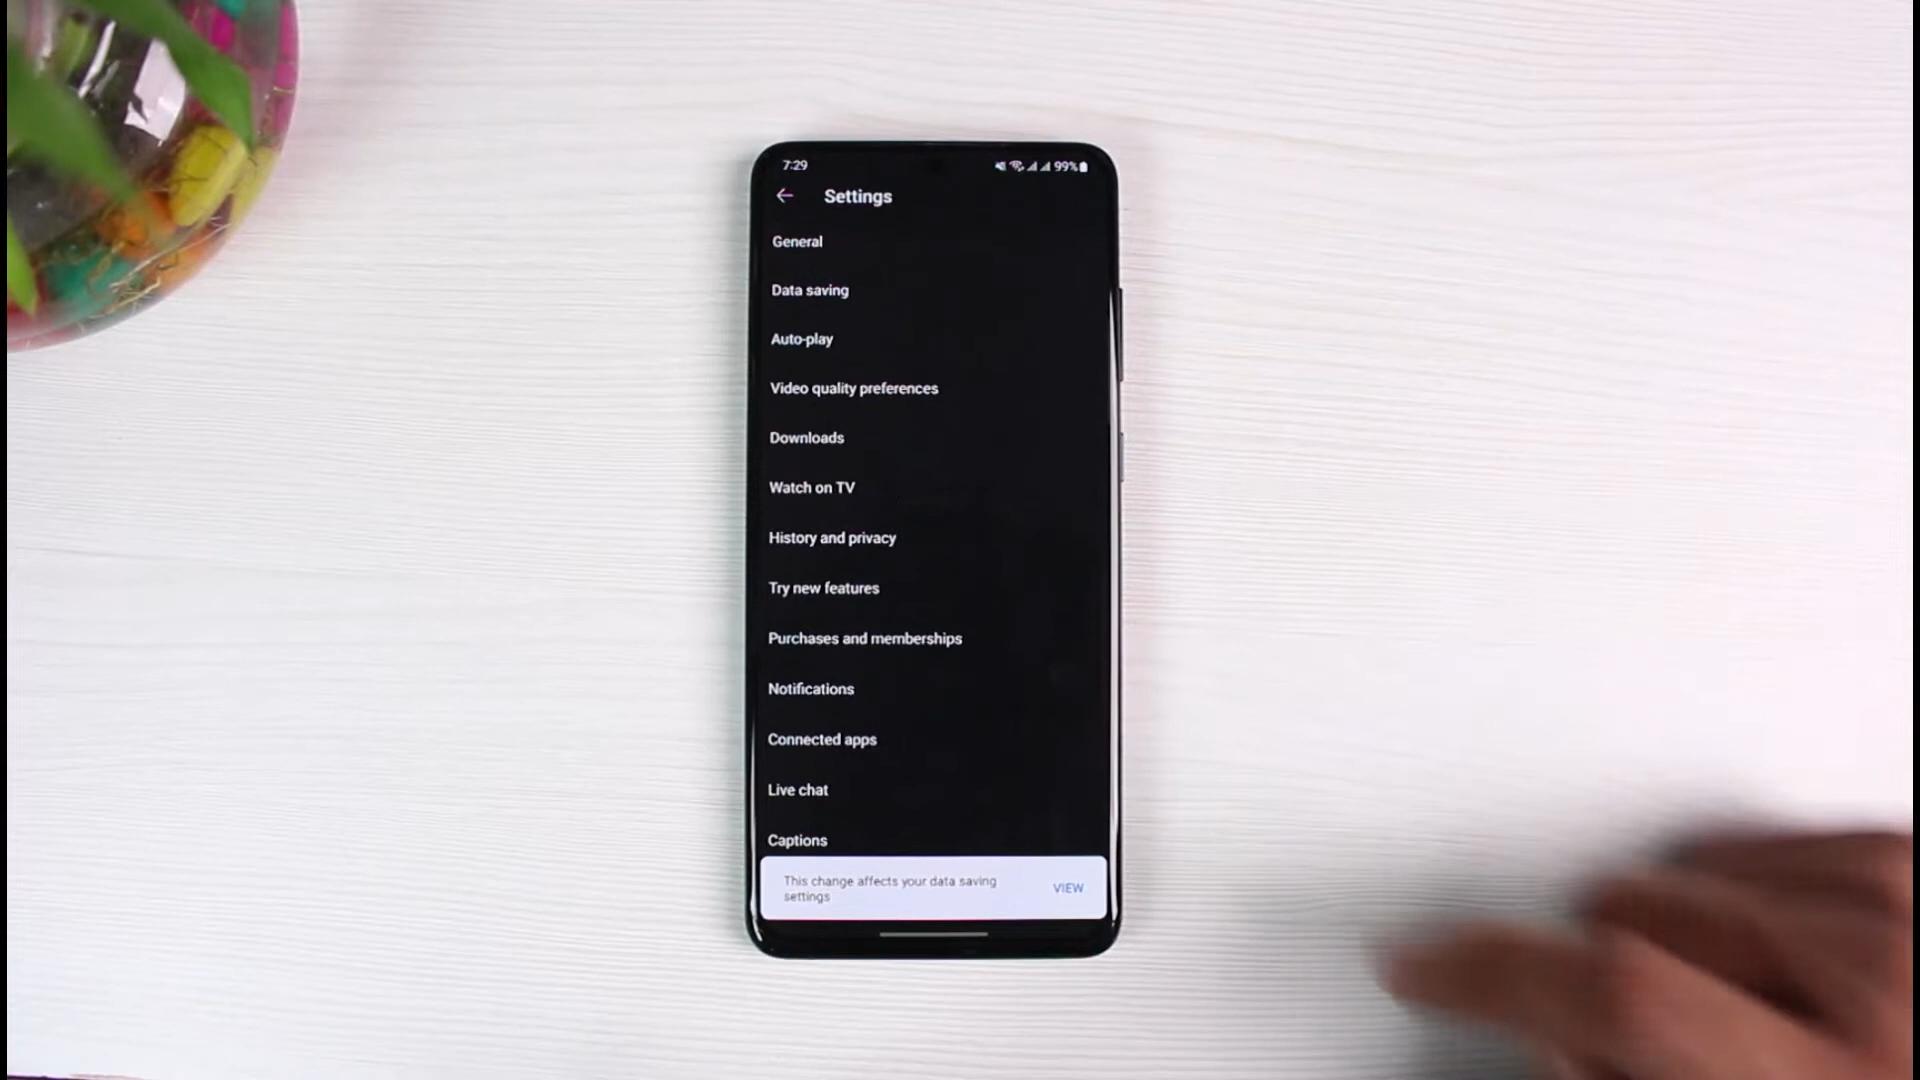 7:29
99%
Settings
General
Data saving
Auto-play
Video quality preferences
Downloads
Watch on TV
History and privacy
Try new features
Purchases and memberships
Notifications
Connected apps
Live chat
Captions
This change affects your data saving
settings
VIEW